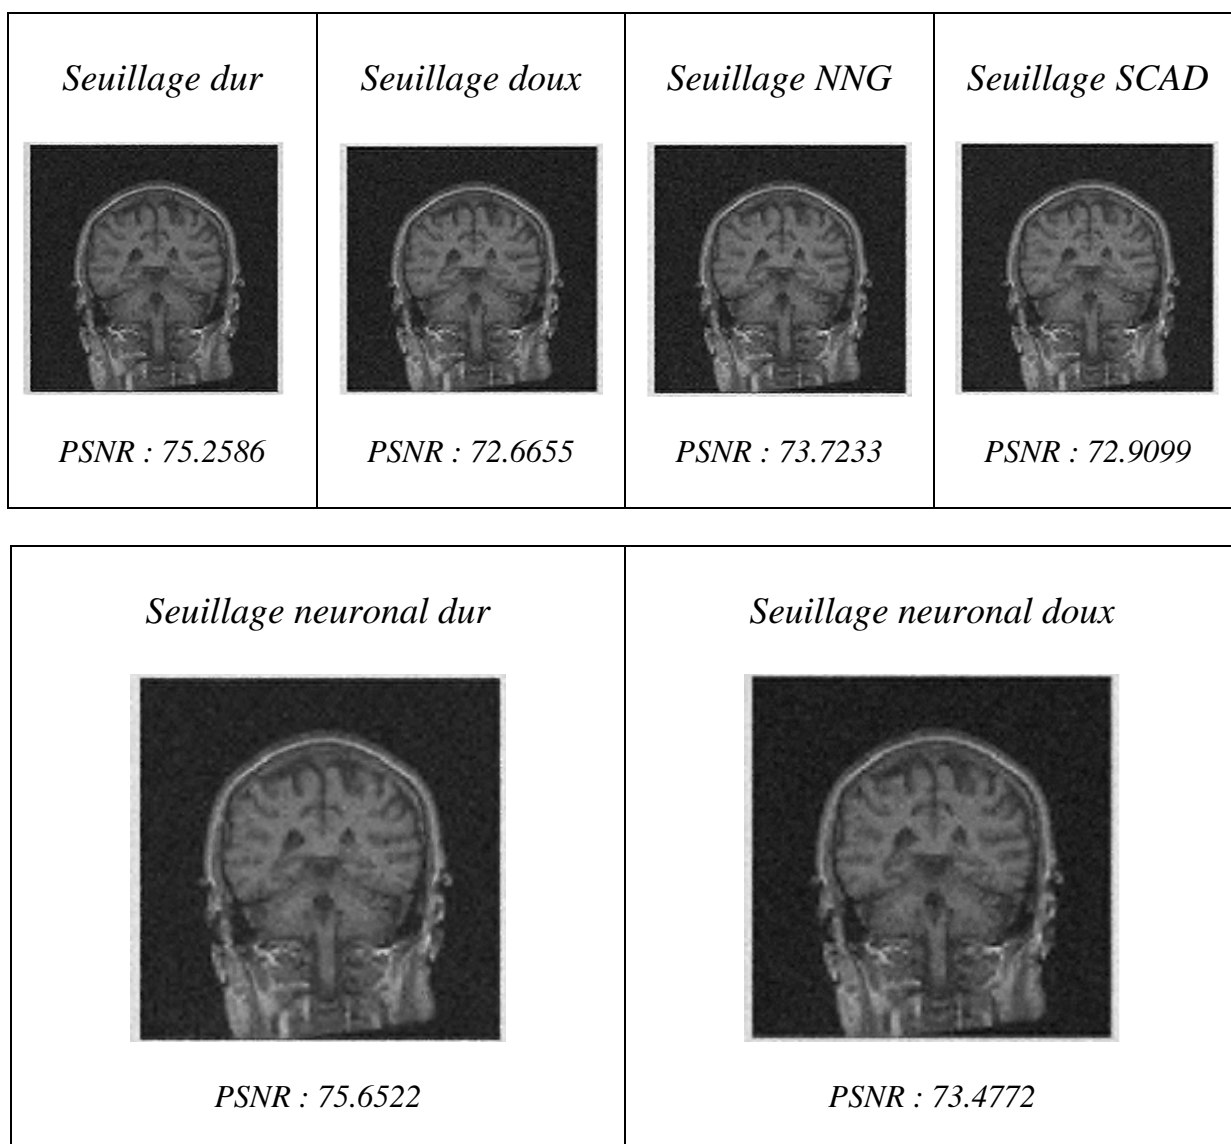 Seuillage dur
Seuillage doux
Seuillage NNG
Seuillage SCAD
PSNR : 75.2586
PSNR : 72.6655
PSNR : 73.7233
PSNR : 72.9099
Seuillage neuronal dur
Seuillage neuronal doux
PSNR : 75.6522
PSNR : 73.4772